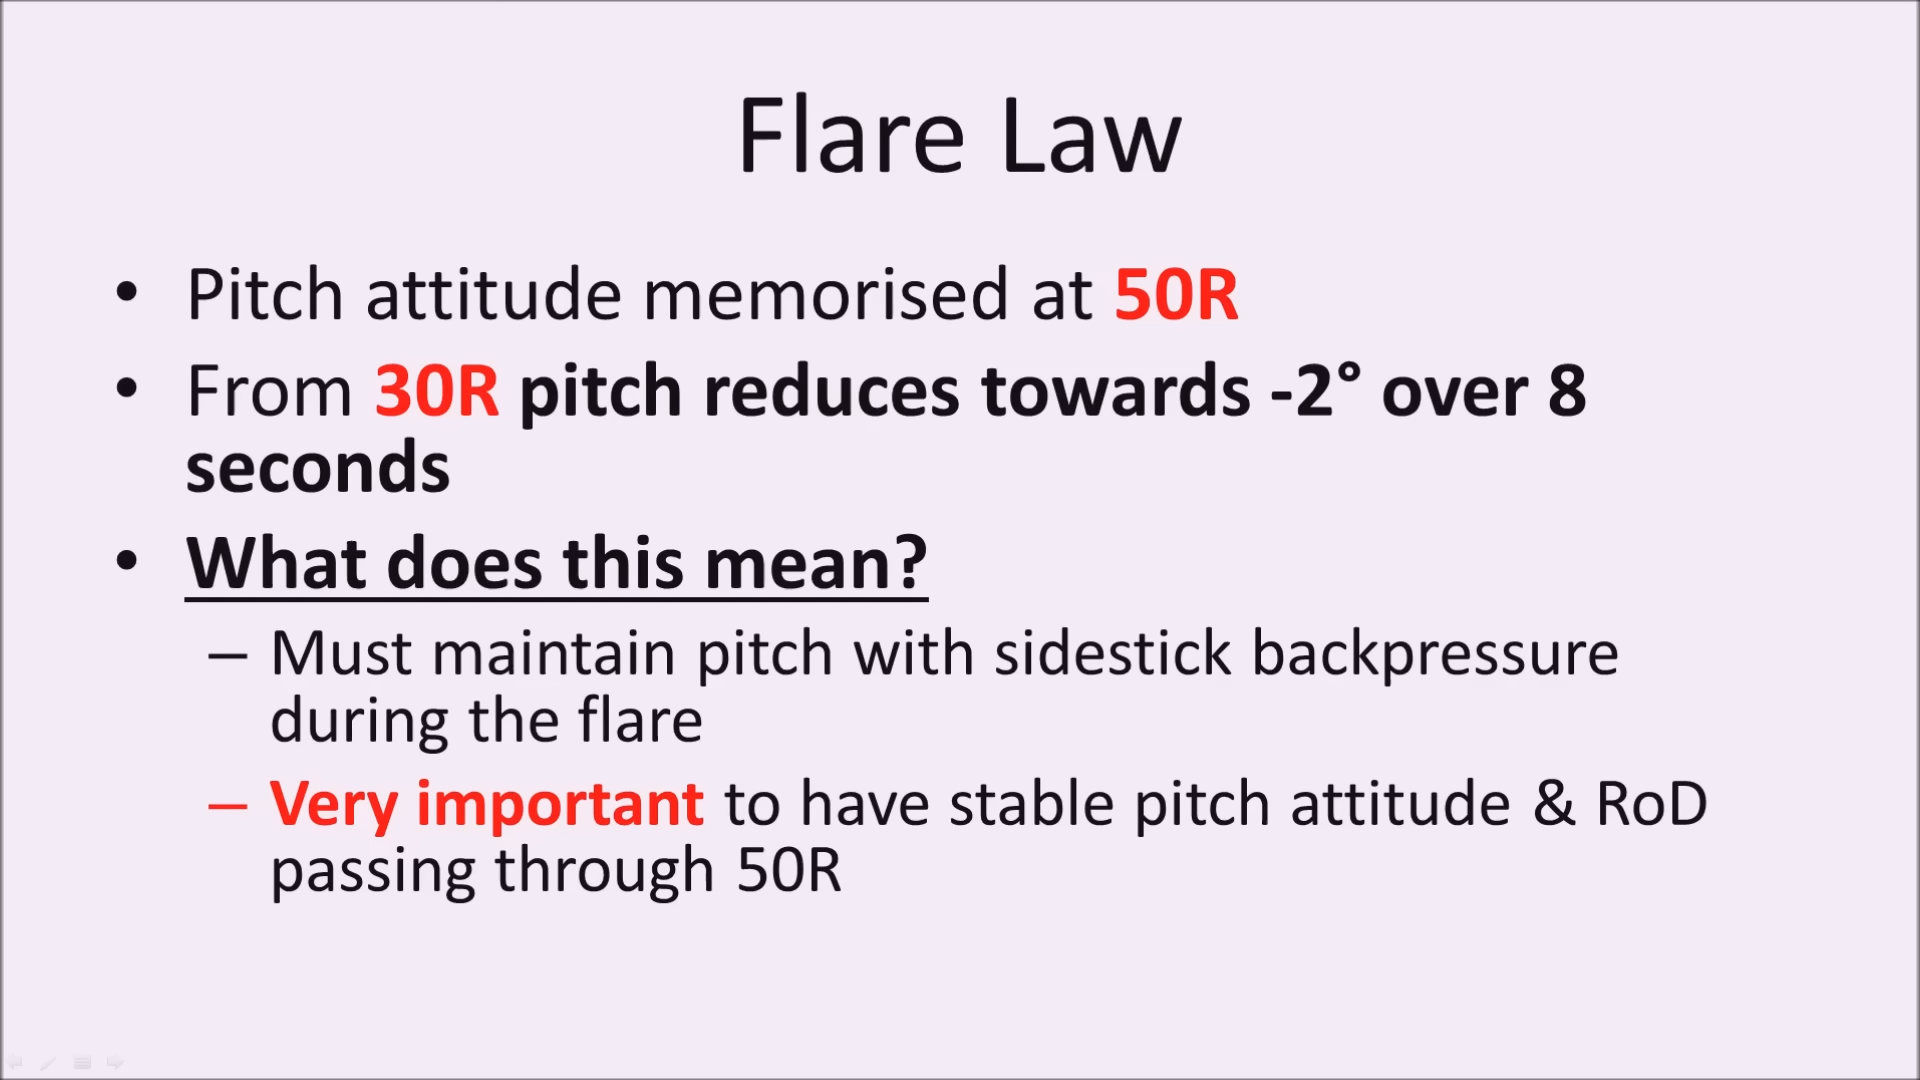 Flare Law
• Pitch attitude memorised at 50R
• From 30R pitch reduces towards -2° over 8
seconds
• What does this mean?
– Must maintain pitch with sidestick backpressure
during the flare
– Very important to have stable pitch attitude & RoD
passing through 50R